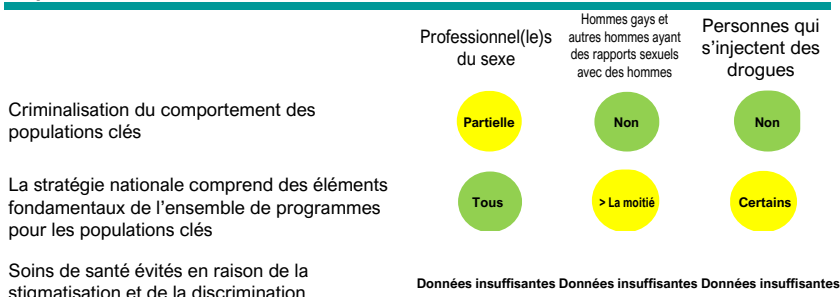 Professionnel(le)s
du sexe
Hommes gays et
autres hommes ayant
des rapports sexuels
avec des hommes
Personnes qui
s'injectent des
drogues
Criminalisation du comportement des
populations clés
Partielle
Non
Non
La stratégie nationale comprend des éléments
fondamentaux de l'ensemble de programmes
pour les populations clés
Tous
> La moitié
Certains
Soins de santé évités en raison de la
stigmatisation et de la discrimination
Données insuffisantes Données insuffisantes Données insuffisantes